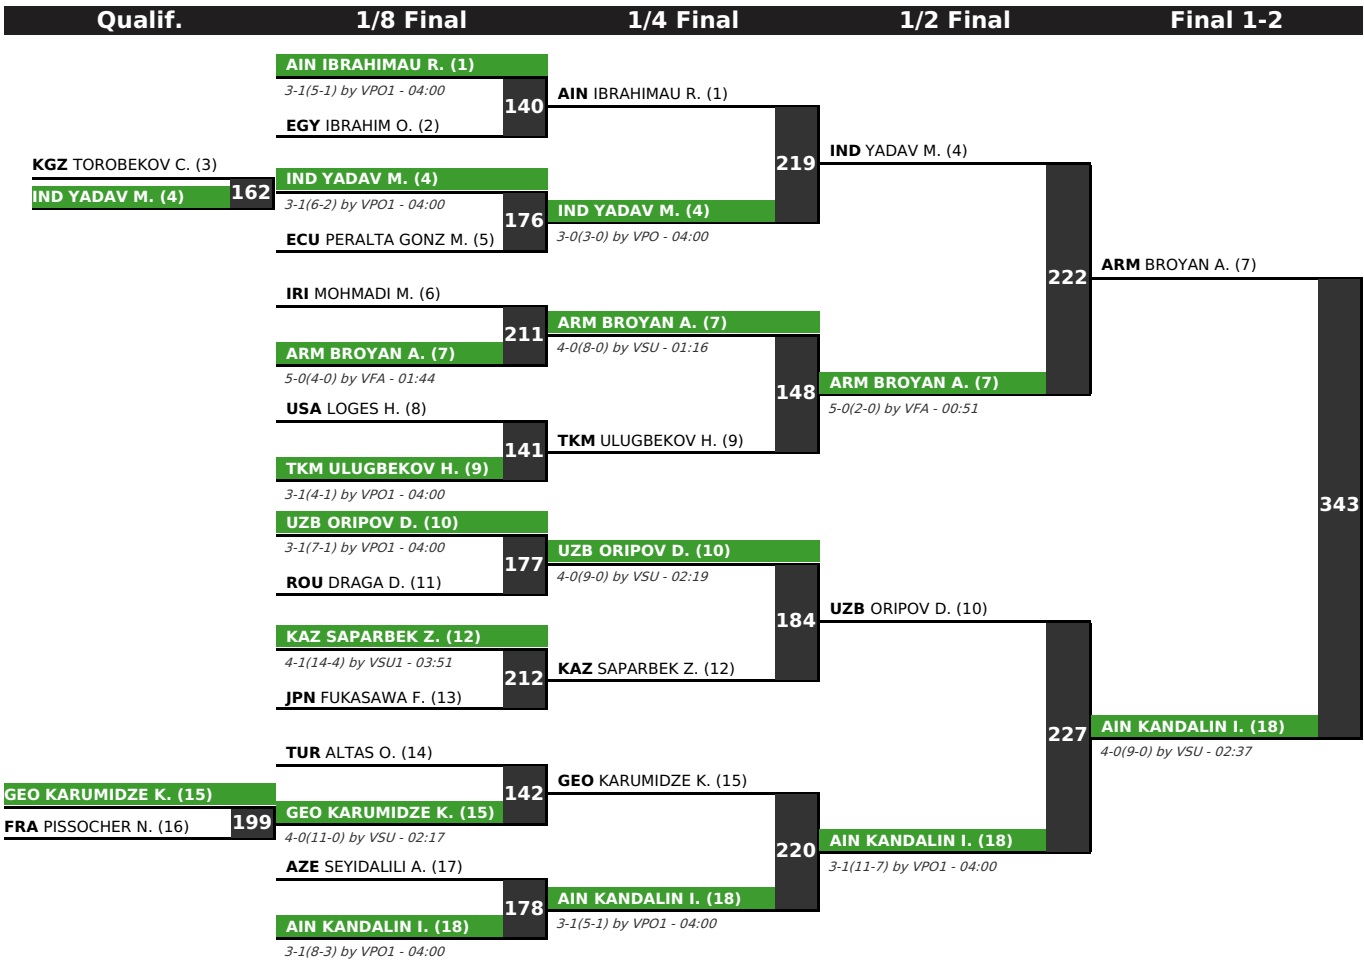 Qualif.
1/8 Final
1/4 Final
1/2 Final
Final 1-2
KGZ TOROBEKOV C. (3)
IND YADAV M. (4)
162
GEO KARUMIDZE K. (15)
FRA PISSOCHER N. (16)
199
AIN IBRAHIMAU R. (1)
3-1(5-1) by VPO1 - 04:00
140
EGY IBRAHIM O. (2)
IND YADAV M. (4)
3-1(6-2) by VPO1 - 04:00
176
ECU PERALTA GONZ M. (5)
IRI MOHMADI M. (6)
211
ARM BROYAN A. (7)
5-0(4-0) by VFA - 01:44
USA LOGES H. (8)
141
TKM ULUGBEKOV H. (9)
3-1(4-1) by VPO1 - 04:00
UZB ORIPOV D. (10)
3-1(7-1) by VPO1 - 04:00
177
ROU DRAGA D. (11)
KAZ SAPARBEK Z. (12)
4-1(14-4) by VSU1 - 03:51
212
JPN FUKASAWA F. (13)
TUR ALTAS O. (14)
142
GEO KARUMIDZE K. (15)
4-0(11-0) by VSU - 02:17
AZE SEYIDALILI A. (17)
178
AIN KANDALIN I. (18)
3-1(8-3) by VPO1 - 04:00
AIN IBRAHIMAU R. (1)
219
IND YADAV M. (4)
3-0(3-0) by VPO - 04:00
ARM BROYAN A. (7)
4-0(8-0) by VSU - 01:16
148
TKM ULUGBEKOV H. (9)
UZB ORIPOV D. (10)
4-0(9-0) by VSU - 02:19
184
KAZ SAPARBEK Z. (12)
GEO KARUMIDZE K. (15)
220
AIN KANDALIN I. (18)
3-1(5-1) by VPO1 - 04:00
IND YADAV M. (4)
222
ARM BROYAN A. (7)
5-0(2-0) by VFA - 00:51
UZB ORIPOV D. (10)
227
AIN KANDALIN I. (18)
3-1(11-7) by VPO1 - 04:00
ARM BROYAN A. (7)
343
AIN KANDALIN I. (18)
4-0(9-0) by VSU - 02:37